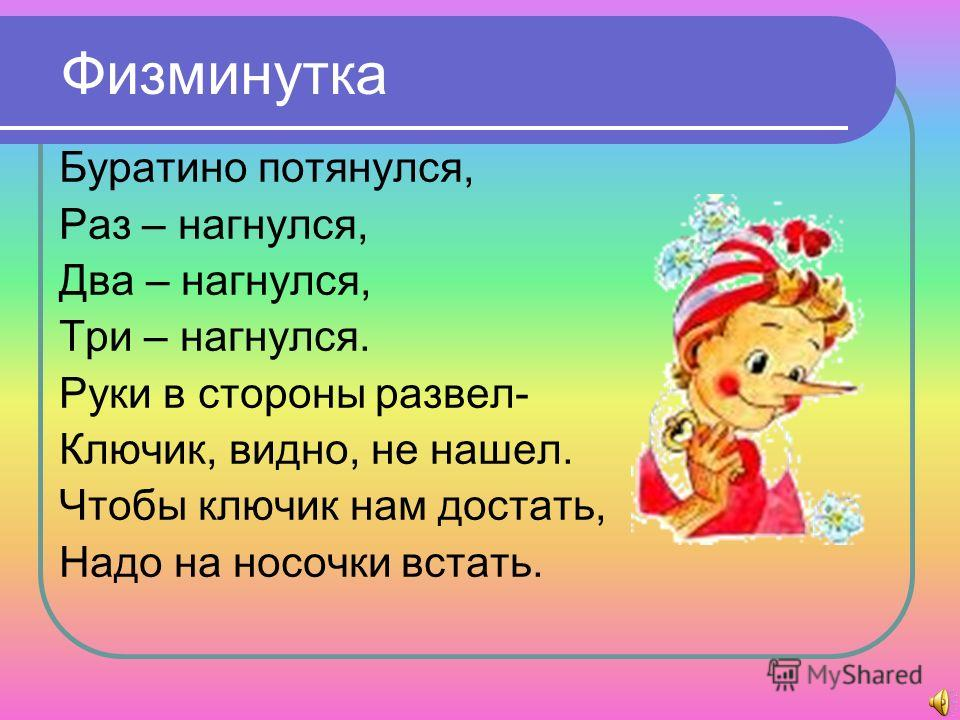 Физминутка
Буратино потянулся,
Раз – нагнулся,
Два – нагнулся,
Три – нагнулся.
Руки в стороны развел-
Ключик, видно, не нашел.
Чтобы ключик нам достать,
Надо на носочки встать.
MyShared